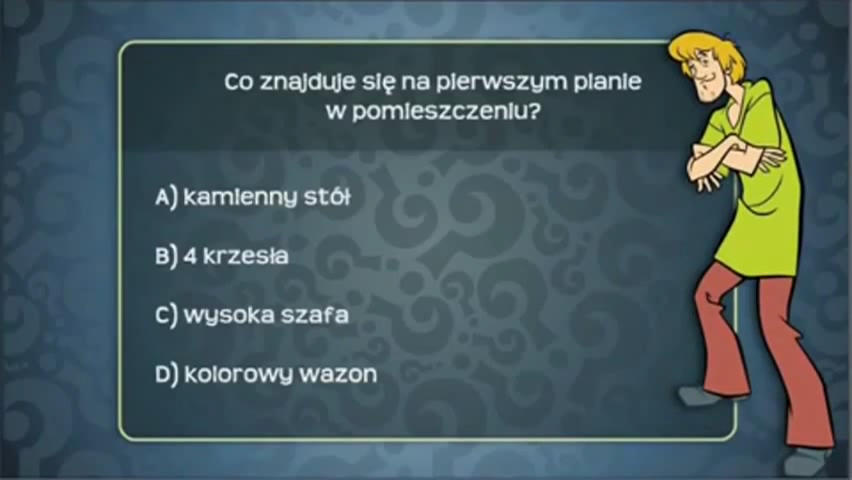 Co znajduje się na pierwszym planie
w pomieszczeniu?
A) kamienny stół
B) 4 krzesła
C) wysoka szafa
D) kolorowy wazon